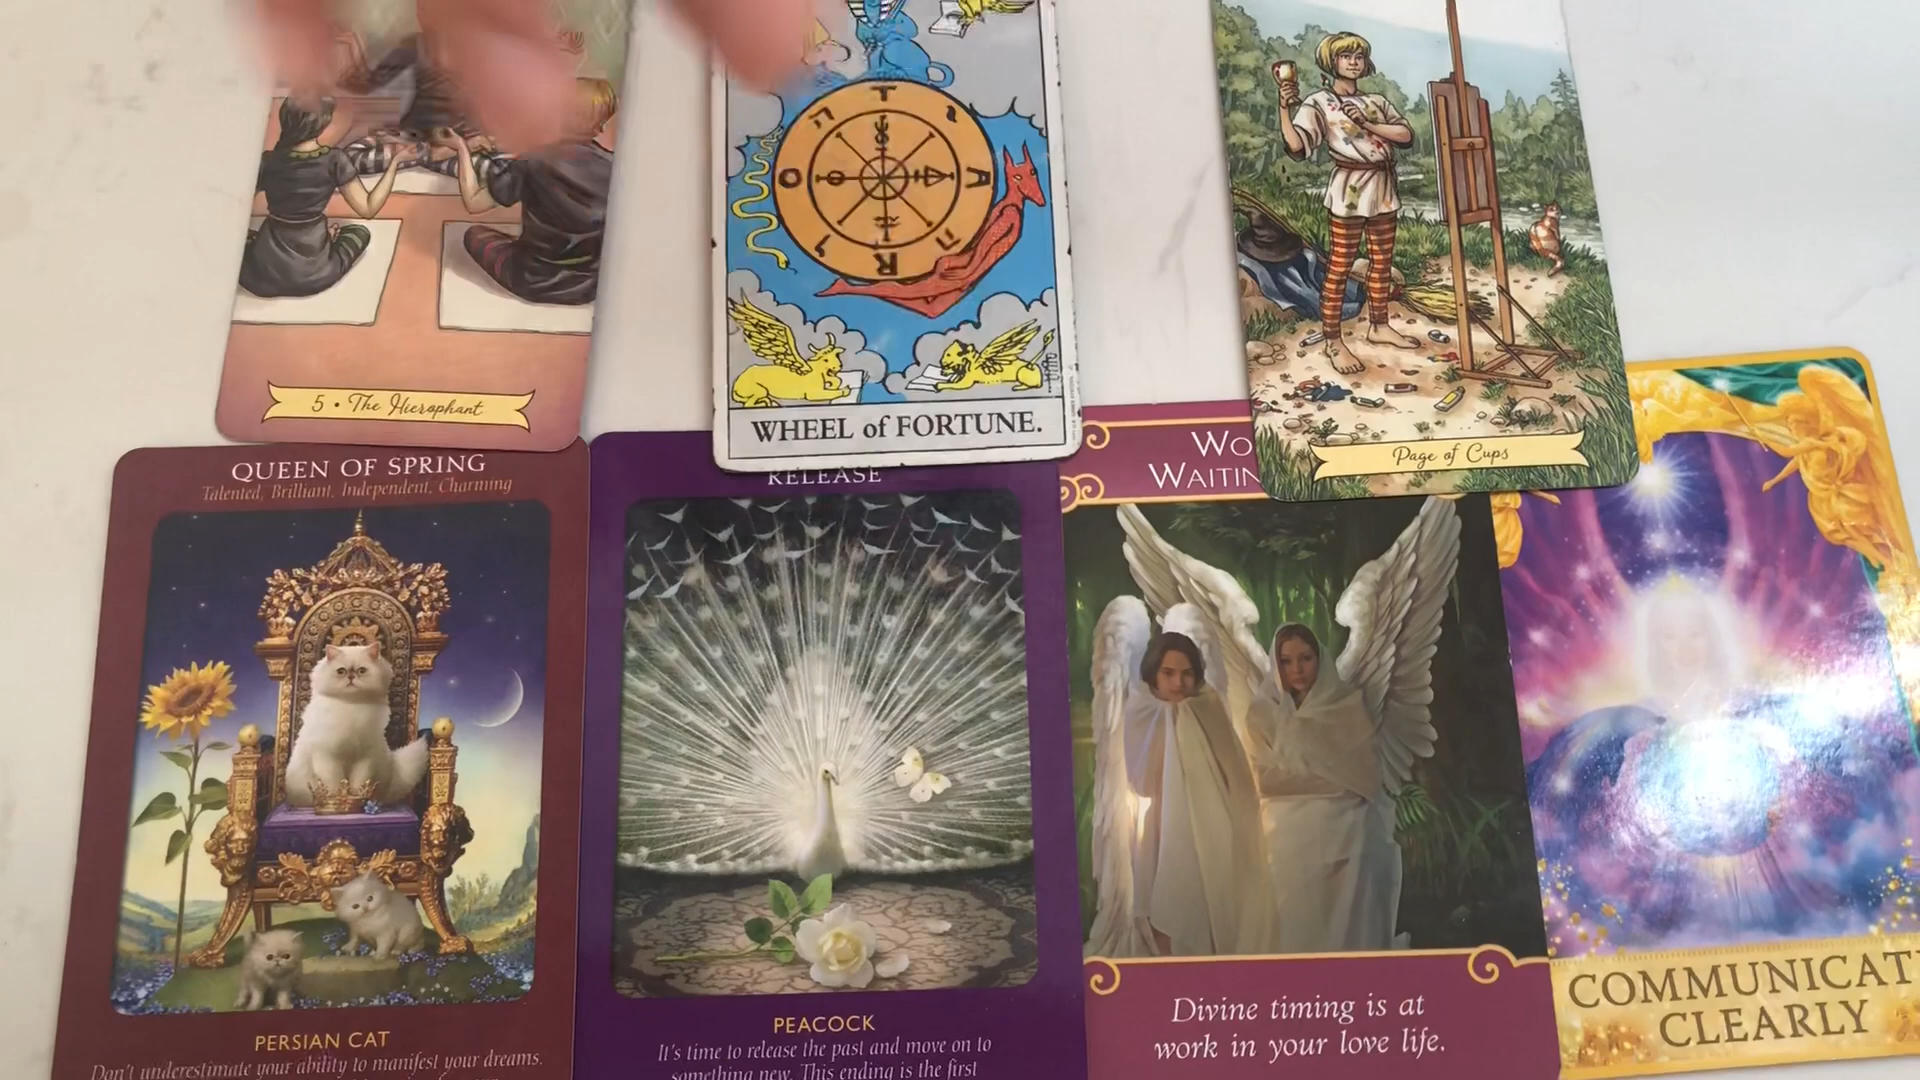 5 • The Hierophant
T
A
R
O
WHEEL of FORTUNE.
Page of Cups
QUEEN OF SPRING
Talented, Brilliant, Independent, Charming
PERSIAN CAT
Don't underestimate your ability to manifest your dreams.
RELEASE
PEACOCK
It's time to release the past and move on to
something new. This ending is the first
WO
WAITIN
Divine timing is at
work in your love life.
COMMUNICAT
CLEARLY